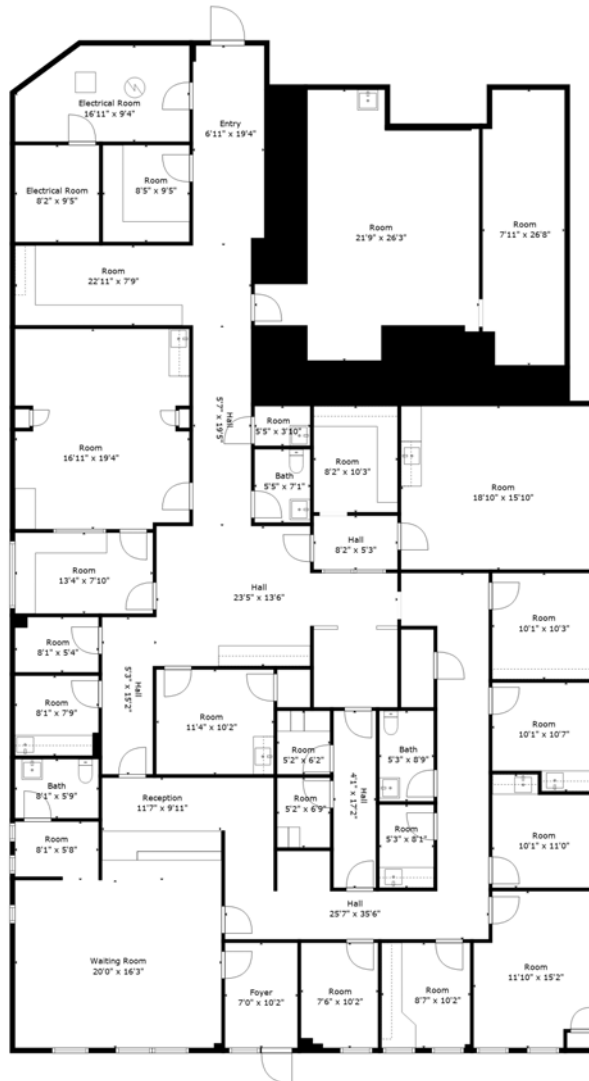 Electrical Room
16'11" x 9'4"
Entry
6'11" x 19'4"
Electrical Room
8'2" x 9'5"
Room
8'5" x 9'5"
Room
21'9" x 26'3"
Room
7'11" x 26'8"
Room
22'11" x 7'9"
Hall
5'7" x 19'5"
Room
16'11" x 19'4"
Room
5'5" x 3'10"
Bath
5'5" x 7'1"
Room
8'2" x 10'3"
Room
18'10" x 15'10"
Hall
8'2" x 5'3"
Room
13'4" x 7'10"
Hall
23'5" x 13'6"
Room
10'1" x 10'3"
Room
8'1" x 5'4"
Hall
5'3" x 15'2"
Room
8'1" x 7'9"
Room
11'4" x 10'2"
Room
10'1" x 10'7"
Room
5'2" x 6'2"
Bath
5'3" x 8'9"
Hall
4'1" x 17'2"
Bath
8'1" x 5'9"
Reception
11'7" x 9'11"
Room
5'2" x 6'9"
Room
5'3" x 8'1"
Room
10'1" x 11'0"
Room
8'1" x 5'8"
Hall
25'7" x 35'6"
Waiting Room
20'0" x 16'3"
Foyer
7'0" x 10'2"
Room
7'6" x 10'2"
Room
8'7" x 10'2"
Room
11'10" x 15'2"